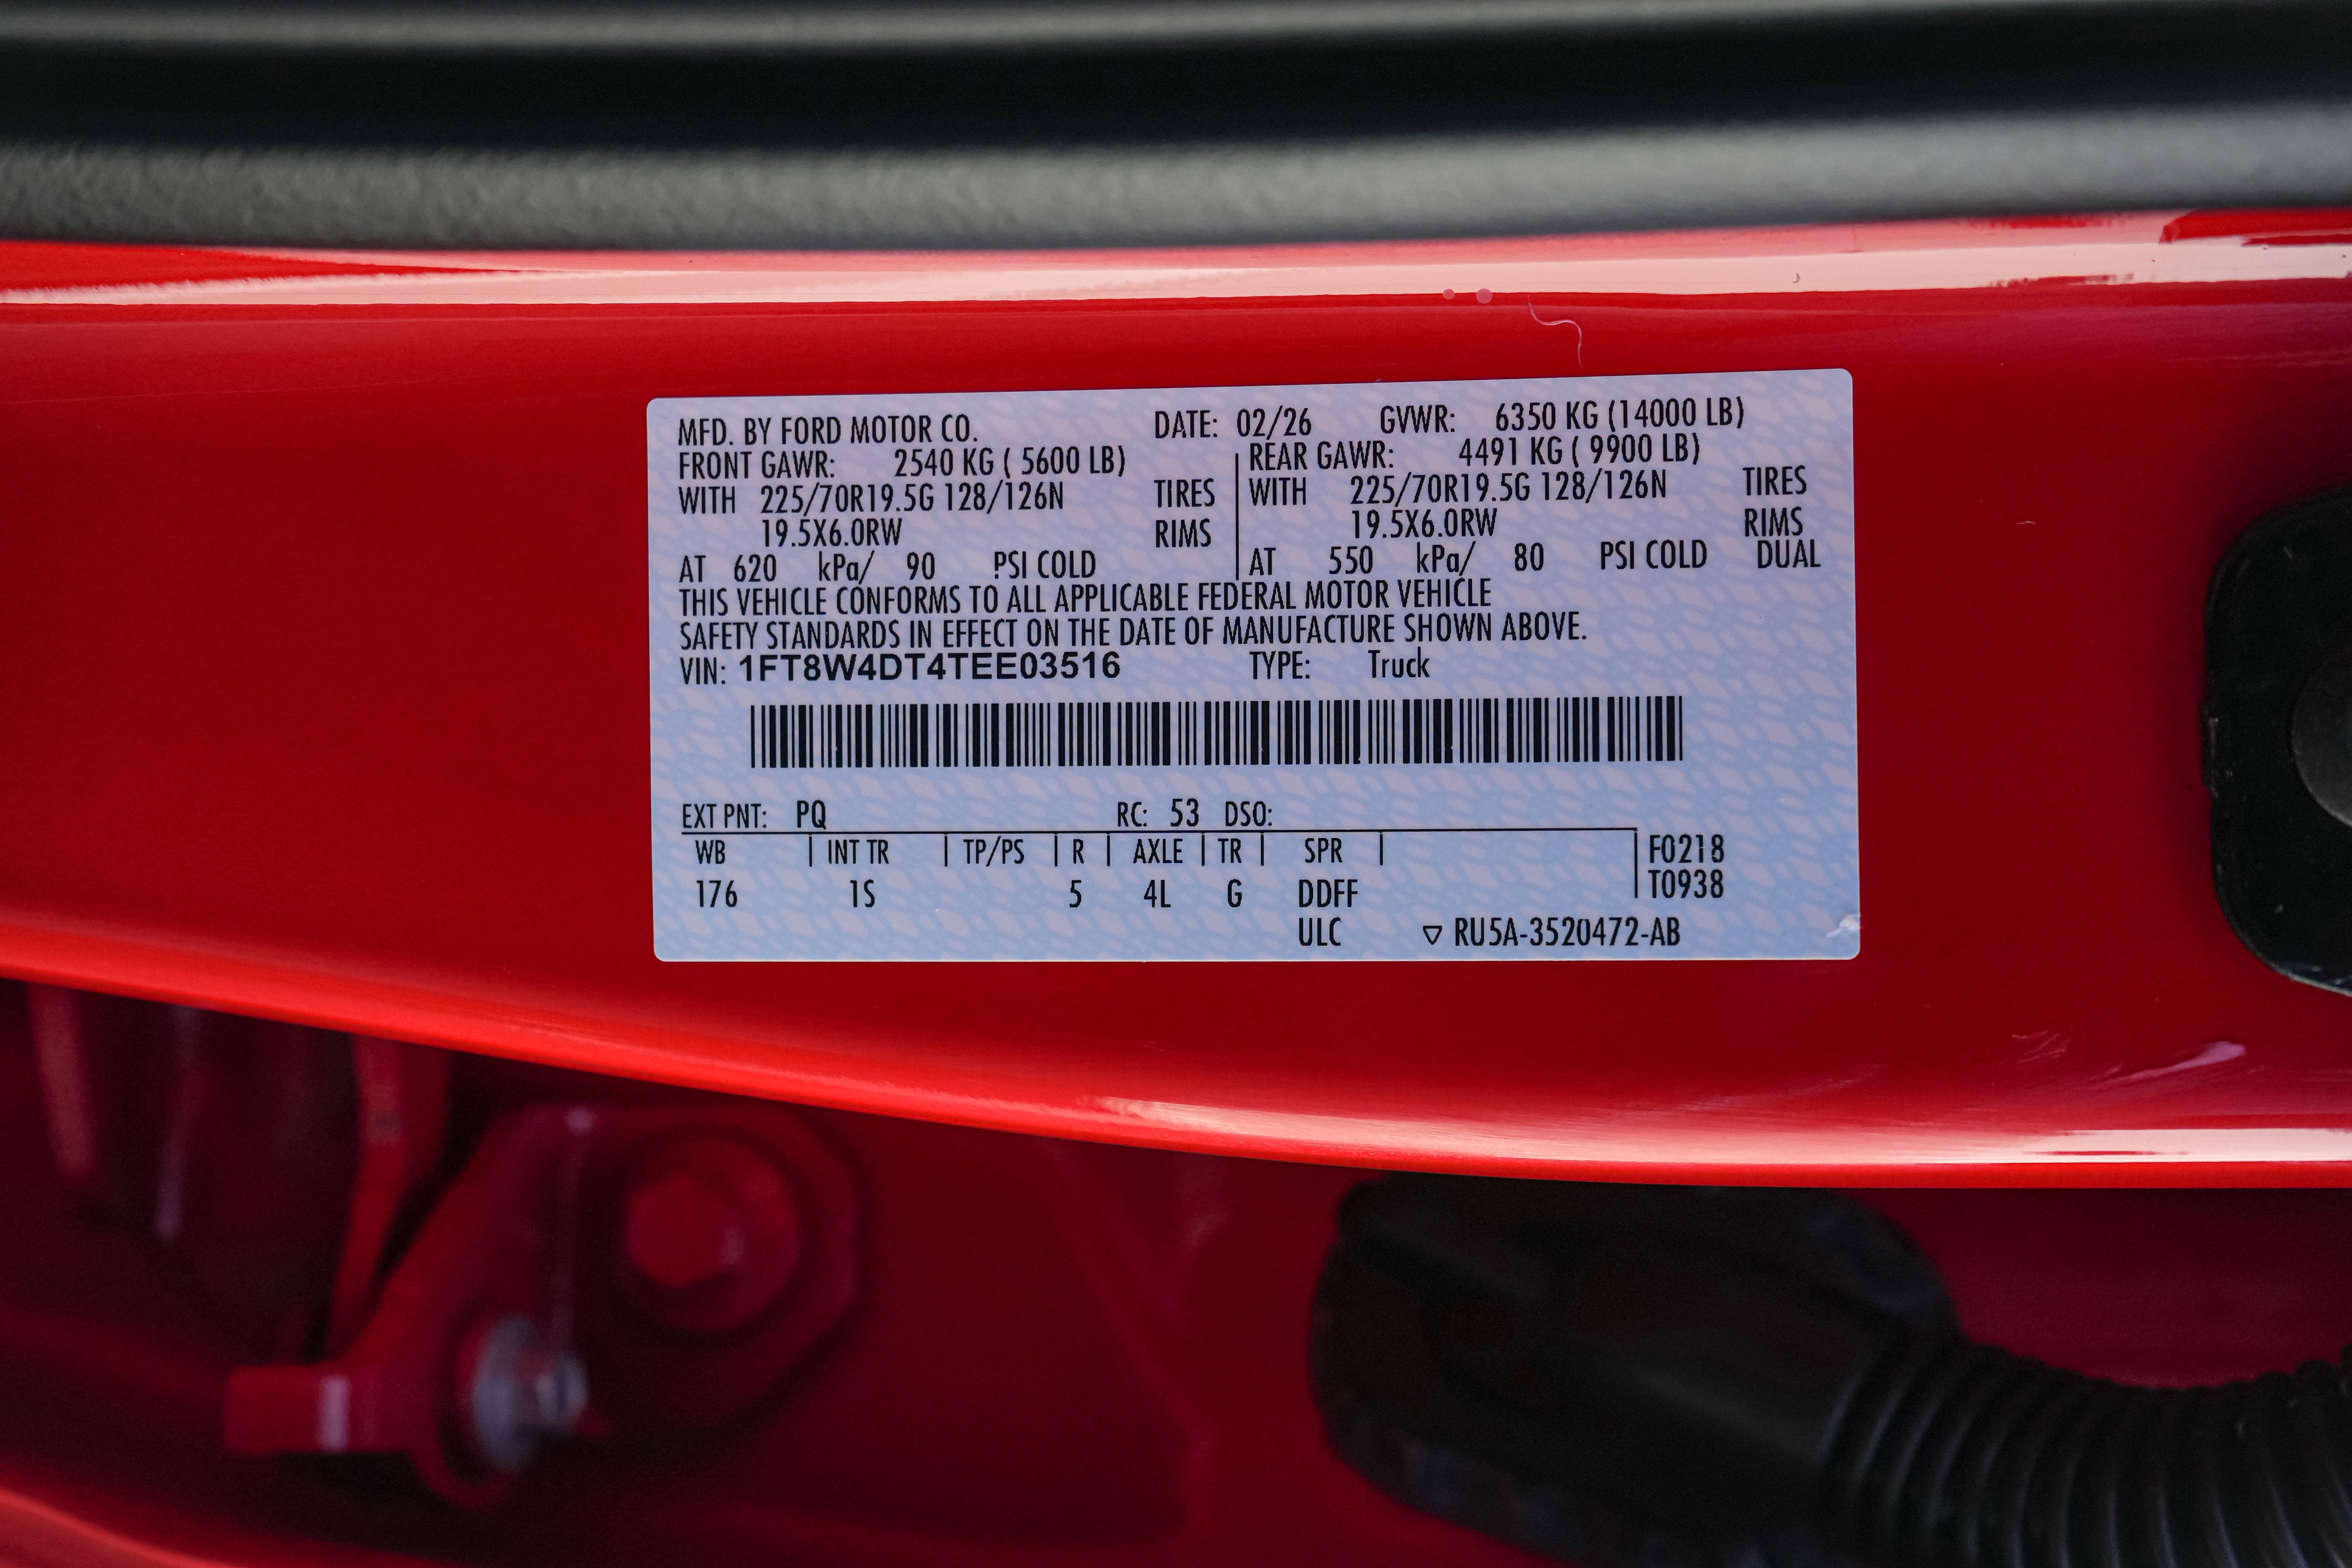 MFD. BY FORD MOTOR CO. DATE: 02/26 GVWR: 6350 KG (14000 LB)
FRONT GAWR: 2540 KG ( 5600 LB) REAR GAWR: 4491 KG ( 9900 LB)
WITH 225/70R19.5G 128/126N TIRES WITH 225/70R19.5G 128/126N TIRES
19.5X6.0RW RIMS 19.5X6.0RW RIMS
AT 620 kPa/ 90 PSI COLD AT 550 kPa/ 80 PSI COLD DUAL
THIS VEHICLE CONFORMS TO ALL APPLICABLE FEDERAL MOTOR VEHICLE
SAFETY STANDARDS IN EFFECT ON THE DATE OF MANUFACTURE SHOWN ABOVE.
VIN: 1FT8W4DT4TEE03516 TYPE: Truck
EXT PNT: PQ RC: 53 DSO:
WB INT TR TP/PS R AXLE TR SPR F0218
176 1S 5 4L G DDFF T0938
ULC ▽ RU5A-3520472-AB